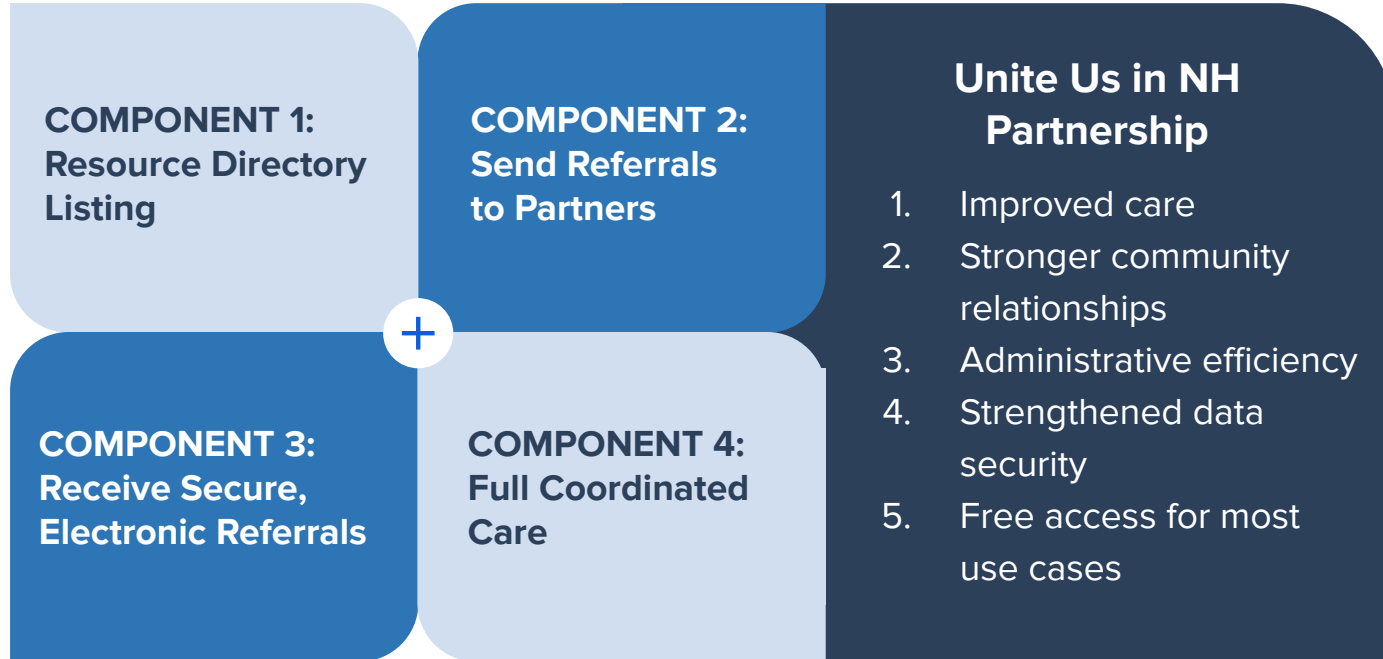 COMPONENT 1:
Resource Directory
Listing
COMPONENT 2:
Send Referrals
to Partners
COMPONENT 3:
Receive Secure,
Electronic Referrals
COMPONENT 4:
Full Coordinated
Care
Unite Us in NH
Partnership
1. Improved care
2. Stronger community
relationships
3. Administrative efficiency
4. Strengthened data
security
5. Free access for most
use cases